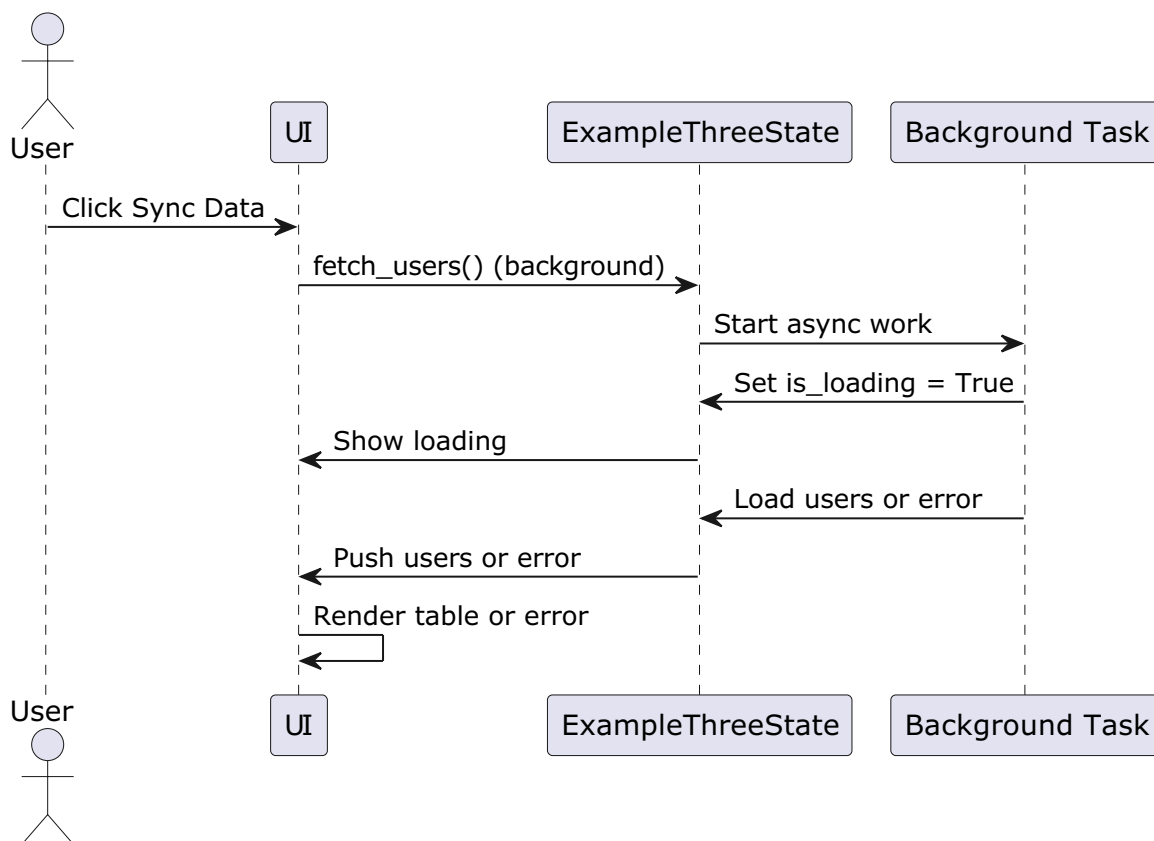 User
UI
ExampleThreeState
Background Task
Click Sync Data
fetch_users() (background)
Start async work
Set is_loading = True
Show loading
Load users or error
Push users or error
Render table or error
User
UI
ExampleThreeState
Background Task